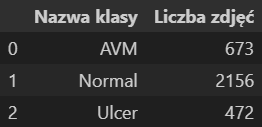 Nazwa klasy Liczba zdjęć
0 AVM 673
1 Normal 2156
2 Ulcer 472